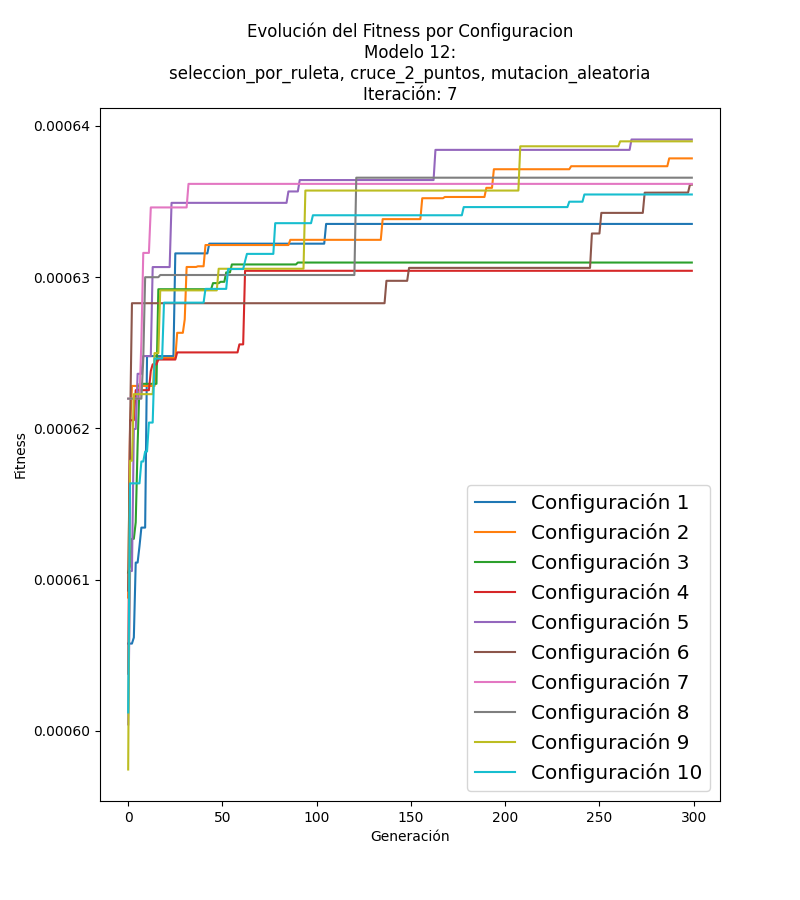 Evolución del Fitness por Configuracion
Modelo 12:
seleccion_por_ruleta, cruce_2_puntos, mutacion_aleatoria
Iteración: 7
0.00064
0.00063
0.00062
0.00061
0.00060
Fitness
0 50 100 150 200 250 300
Generación
Configuración 1
Configuración 2
Configuración 3
Configuración 4
Configuración 5
Configuración 6
Configuración 7
Configuración 8
Configuración 9
Configuración 10